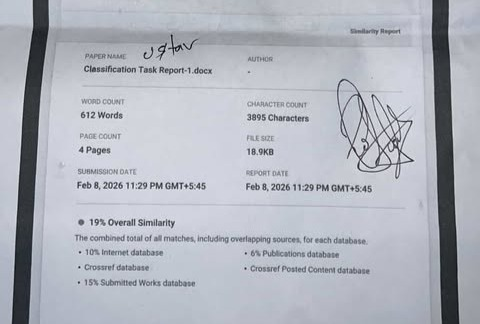 Similarity Report
PAPER NAME
Classification Task Report-1.docx
AUTHOR
-
WORD COUNT
612 Words
CHARACTER COUNT
3895 Characters
PAGE COUNT
4 Pages
FILE SIZE
18.9KB
SUBMISSION DATE
Feb 8, 2026 11:29 PM GMT+5:45
REPORT DATE
Feb 8, 2026 11:29 PM GMT+5:45
● 19% Overall Similarity
The combined total of all matches, including overlapping sources, for each database.
• 10% Internet database
• 6% Publications database
• Crossref database
• Crossref Posted Content database
• 15% Submitted Works database